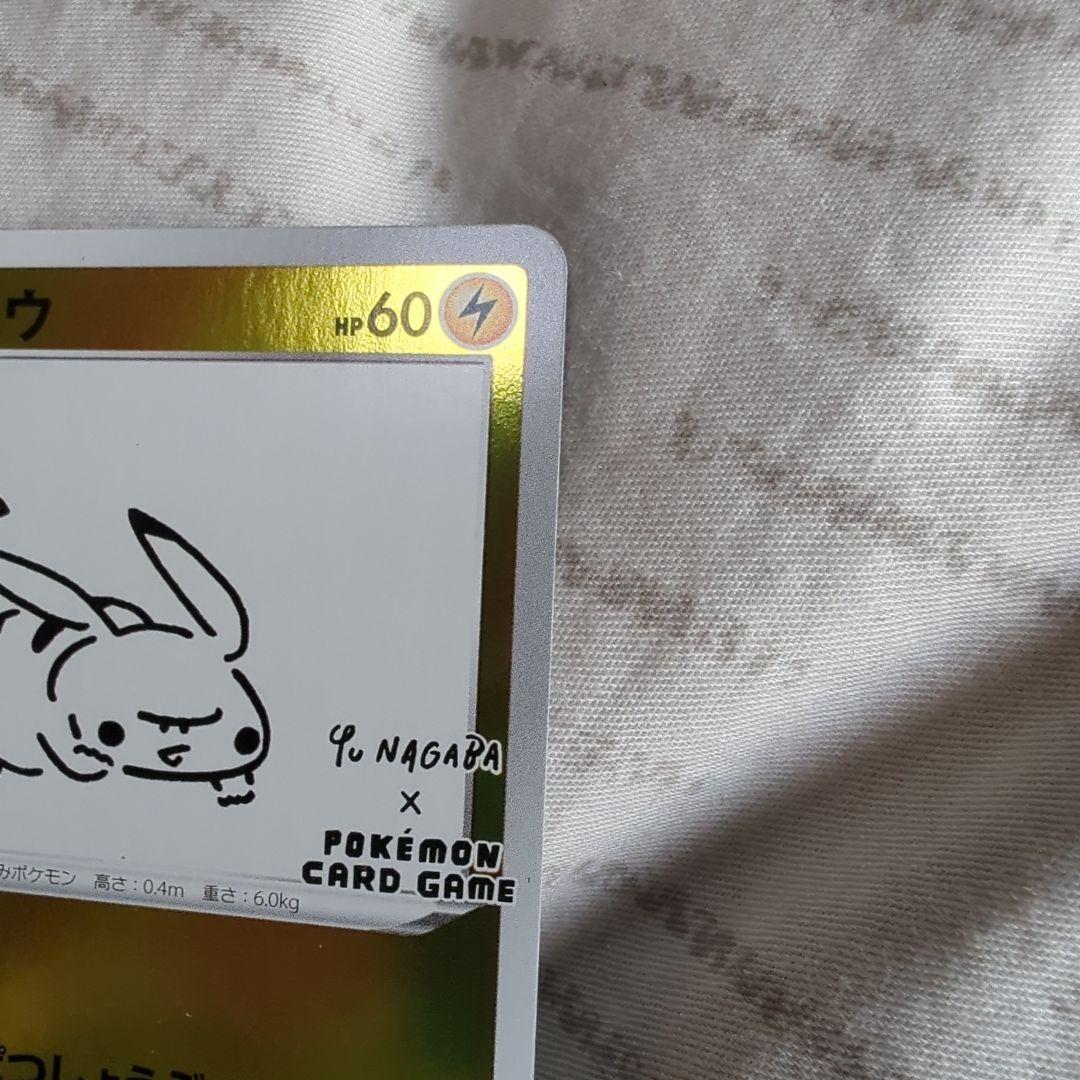 ュウ HP60
YU NAGABA
×
POKÉMON
CARD GAME
みポケモン 高さ：0.4m 重さ：6.0kg